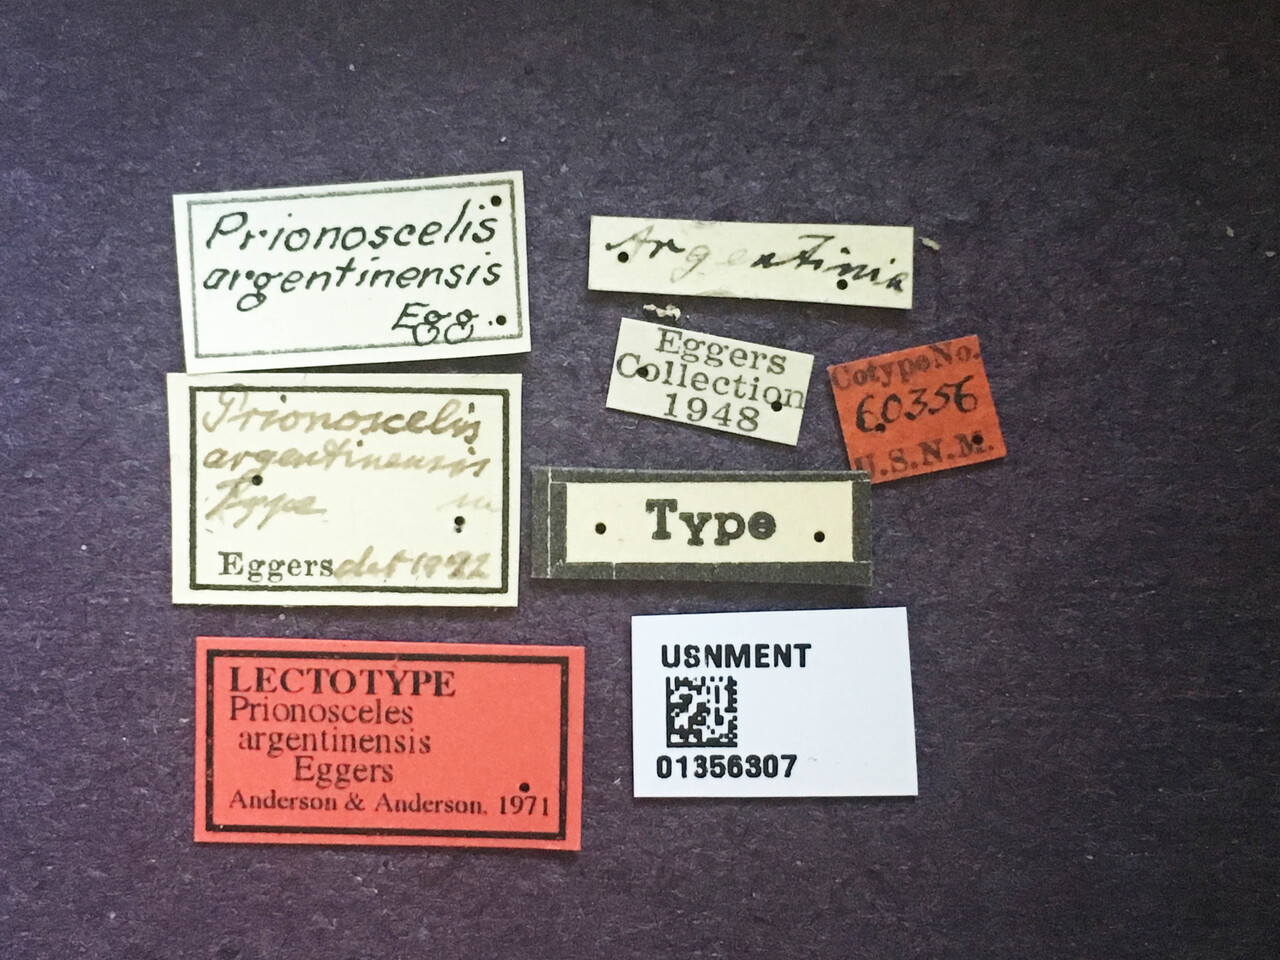 Prionoscelis
argentinensis
Egg.
Argentinia
Eggers
Collection
1948
Cotype No.
60356
U.S.N.M.
Prionoscelis
argentinensis
Type
Eggers det
Type
LECTOTYPE
Prionosceles
argentinensis
Eggers
Anderson & Anderson, 1971
USNMENT
01356307